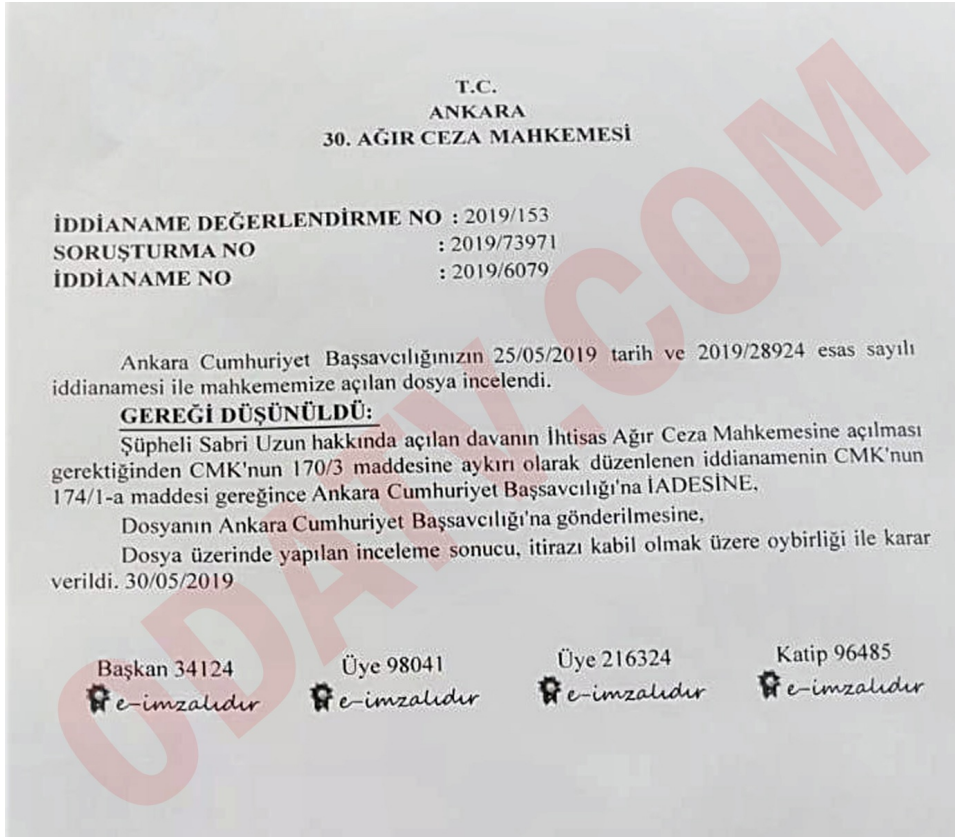 T.C.
ANKARA
30. AĞIR CEZA MAHKEMESİ
İDDİANAME DEĞERLENDİRME NO : 2019/153
SORUŞTURMA NO : 2019/73971
İDDİANAME NO : 2019/6079
Ankara Cumhuriyet Başsavcılığınızın 25/05/2019 tarih ve 2019/28924 esas sayılı
iddianamesi ile mahkememize açılan dosya incelendi.
GEREĞİ DÜŞÜNÜLDÜ:
Şüpheli Sabri Uzun hakkında açılan davanın İhtisas Ağır Ceza Mahkemesine açılması
gerektiğinden CMK'nun 170/3 maddesine aykırı olarak düzenlenen iddianamenin CMK'nun
174/1-a maddesi gereğince Ankara Cumhuriyet Başsavcılığı'na İADESİNE,
Dosyanın Ankara Cumhuriyet Başsavcılığı'na gönderilmesine,
Dosya üzerinde yapılan inceleme sonucu, itirazı kabil olmak üzere oybirliği ile karar
verildi. 30/05/2019
Başkan 34124 Üye 98041 Üye 216324 Katip 96485
e-imzalıdır e-imzalıdır e-imzalıdır e-imzalıdır
ODATV.COM